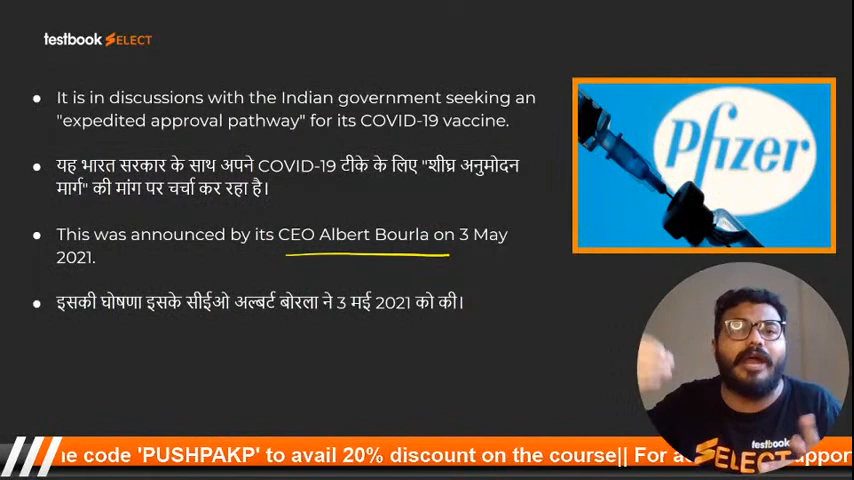 testbook SELECT
It is in discussions with the Indian government seeking an
"expedited approval pathway" for its COVID-19 vaccine.
यह भारत सरकार के साथ अपने COVID-19 टीके के लिए "शीघ्र अनुमोदन
मार्ग" की मांग पर चर्चा कर रहा है।
This was announced by its CEO Albert Bourla on 3 May
2021.
इसकी घोषणा इसके सीईओ अल्बर्ट बोरला ने 3 मई 2021 को की।
Pfizer
testbook
SELECT
code 'PUSHPAKP' to avail 20% discount on the course|| For